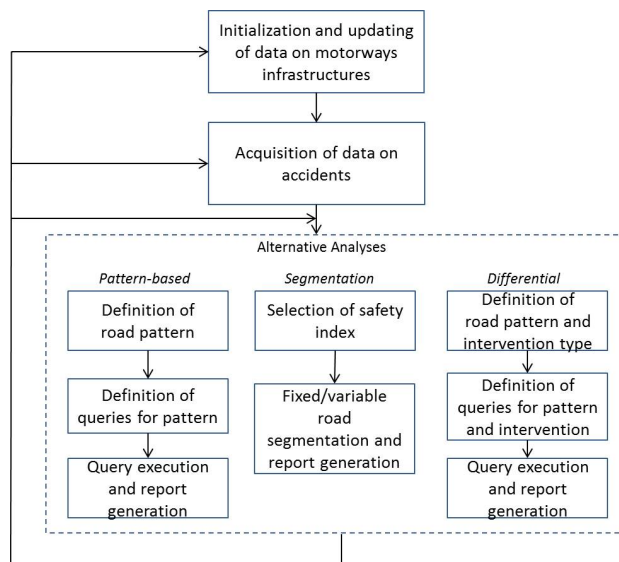 Initialization and updating
of data on motorways
infrastructures
Acquisition of data on
accidents
Alternative Analyses
Pattern-based
Definition of
road pattern
Definition of
queries for pattern
Query execution
and report
generation
Segmentation
Selection of safety
index
Fixed/variable
road
segmentation and
report generation
Differential
Definition of
road pattern and
intervention type
Definition of
queries for pattern
and intervention
Query execution
and report
generation